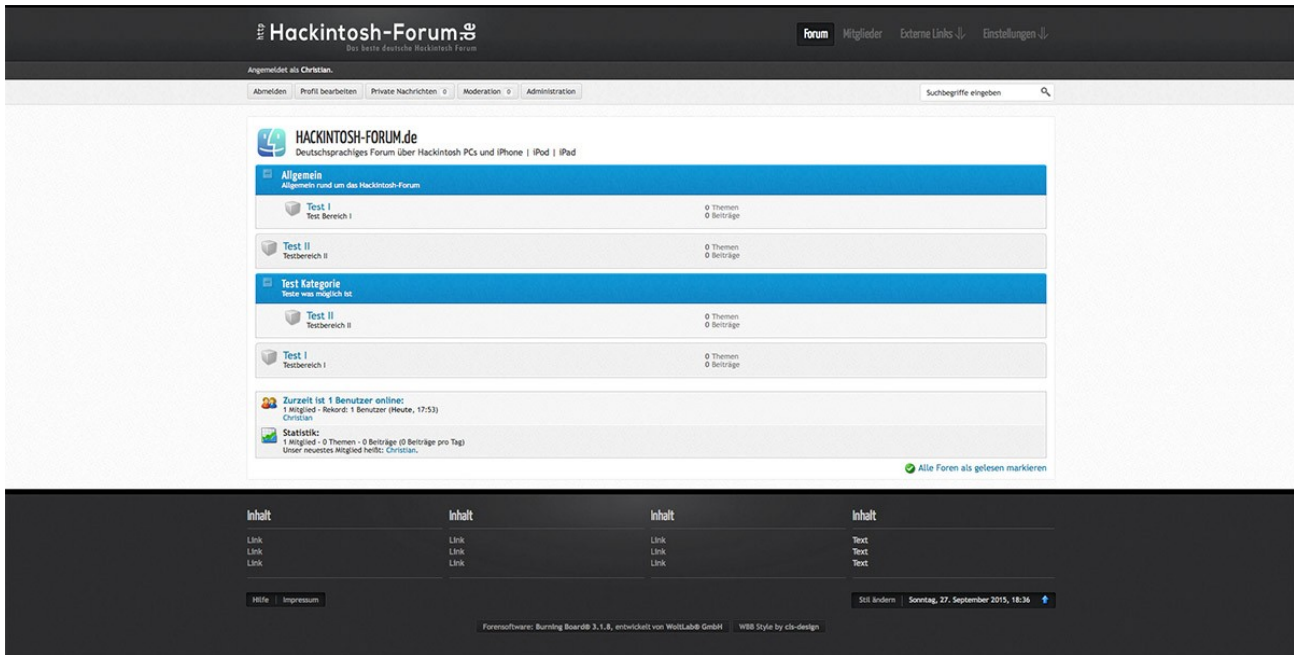 http Hackintosh-Forum.de
Das beste deutsche Hackintosh Forum
Forum Mitglieder Externe Links Einstellungen
Angemeldet als Christian.
Abmelden Profil bearbeiten Private Nachrichten 0 Moderation 0 Administration
Suchbegriffe eingeben
HACKINTOSH-FORUM.de
Deutschsprachiges Forum über Hackintosh PCs und iPhone | iPod | iPad
Allgemein
Allgemein rund um das Hackintosh-Forum
Test I
Test Bereich I
0 Themen
0 Beiträge
Test II
Testbereich II
0 Themen
0 Beiträge
Test Kategorie
Teste was möglich ist
Test II
Testbereich II
0 Themen
0 Beiträge
Test I
Testbereich I
0 Themen
0 Beiträge
Zurzeit ist 1 Benutzer online:
1 Mitglied - Rekord: 1 Benutzer (Heute, 17:53)
Christian
Statistik:
1 Mitglied - 0 Themen - 0 Beiträge (0 Beiträge pro Tag)
Unser neuestes Mitglied heißt: Christian.
Alle Foren als gelesen markieren
Inhalt
Link
Link
Link
Inhalt
Link
Link
Link
Inhalt
Link
Link
Link
Inhalt
Text
Text
Text
Hilfe | Impressum
Stil ändern | Sonntag, 27. September 2015, 18:36
Forensoftware: Burning Board® 3.1.8, entwickelt von WoltLab® GmbH
WBB Style by cls-design